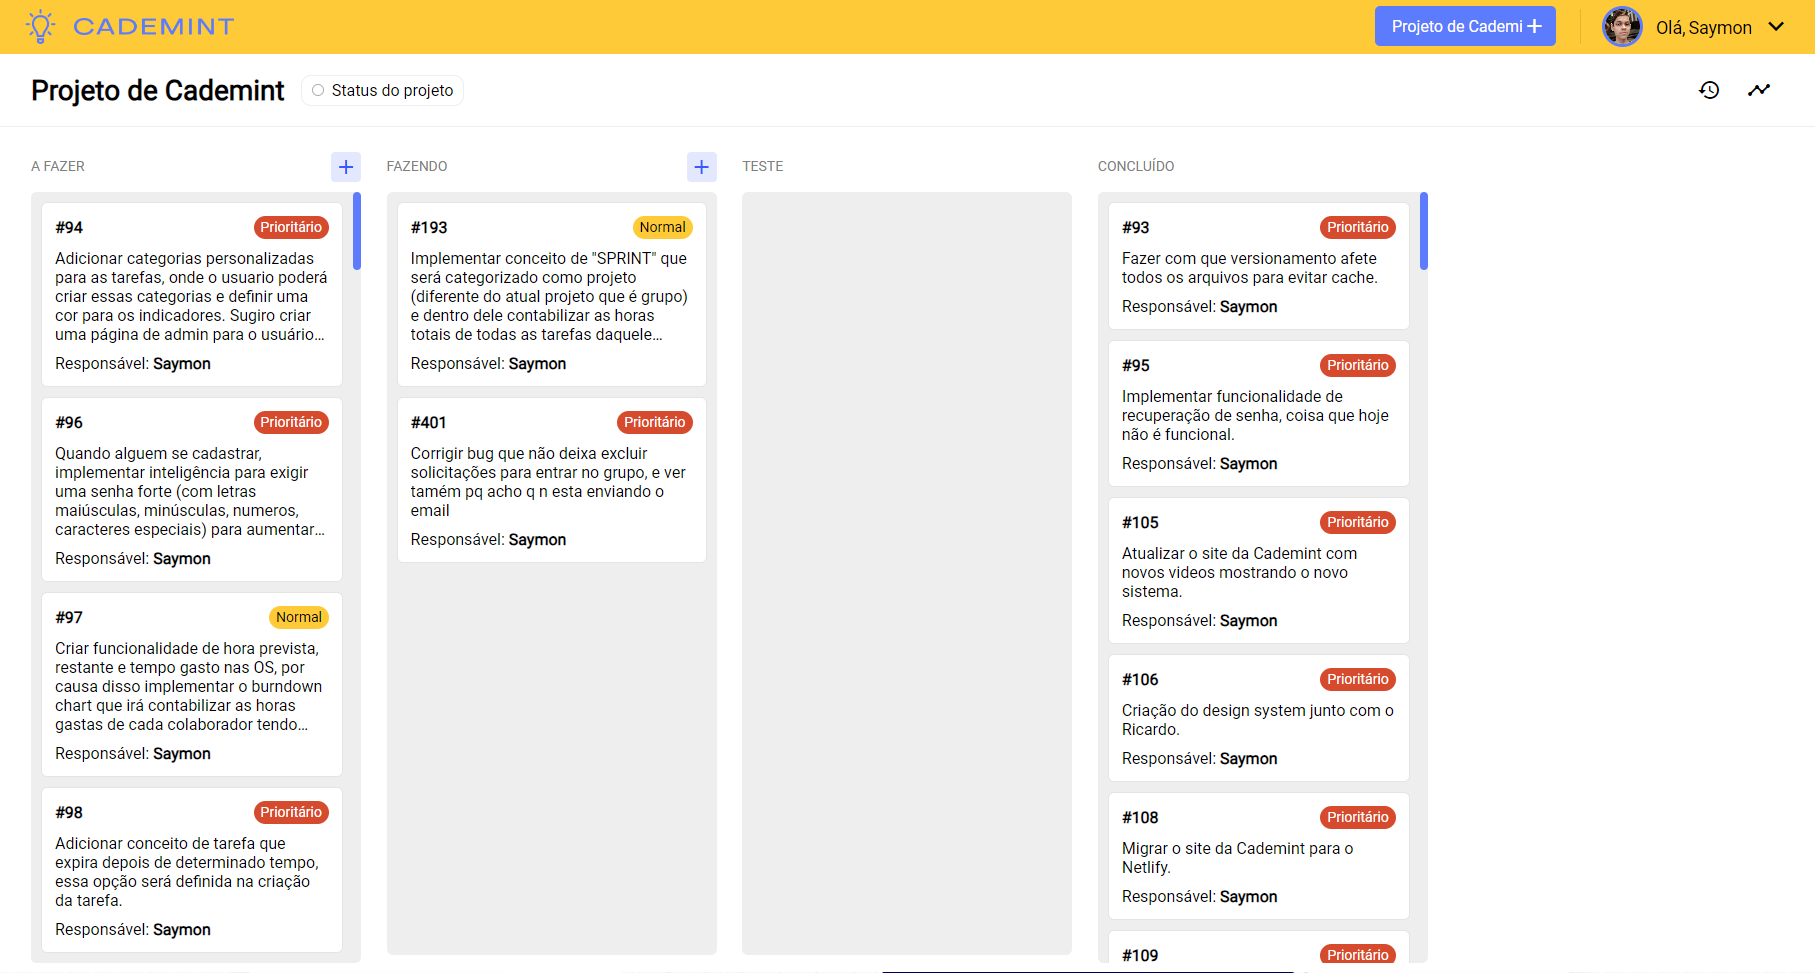 CADEMINT
Projeto de Cademi
Olá, Saymon
Projeto de Cademint
Status do projeto
A FAZER
#94
Prioritário
Adicionar categorias personalizadas
para as tarefas, onde o usuario poderá
criar essas categorias e definir uma
cor para os indicadores. Sugiro criar
uma página de admin para o usuário...
Responsável: Saymon
#96
Prioritário
Quando alguem se cadastrar,
implementar inteligência para exigir
uma senha forte (com letras
maiúsculas, minúsculas, numeros,
caracteres especiais) para aumentar...
Responsável: Saymon
#97
Normal
Criar funcionalidade de hora prevista,
restante e tempo gasto nas OS, por
causa disso implementar o burndown
chart que irá contabilizar as horas
gastas de cada colaborador tendo...
Responsável: Saymon
#98
Prioritário
Adicionar conceito de tarefa que
expira depois de determinado tempo,
essa opção será definida na criação
da tarefa.
Responsável: Saymon
FAZENDO
#193
Normal
Implementar conceito de "SPRINT" que
será categorizado como projeto
(diferente do atual projeto que é grupo)
e dentro dele contabilizar as horas
totais de todas as tarefas daquele...
Responsável: Saymon
#401
Prioritário
Corrigir bug que não deixa excluir
solicitações para entrar no grupo, e ver
tamém pq acho q n esta enviando o
email
Responsável: Saymon
TESTE
CONCLUÍDO
#93
Prioritário
Fazer com que versionamento afete
todos os arquivos para evitar cache.
Responsável: Saymon
#95
Prioritário
Implementar funcionalidade de
recuperação de senha, coisa que hoje
não é funcional.
Responsável: Saymon
#105
Prioritário
Atualizar o site da Cademint com
novos videos mostrando o novo
sistema.
Responsável: Saymon
#106
Prioritário
Criação do design system junto com o
Ricardo.
Responsável: Saymon
#108
Prioritário
Migrar o site da Cademint para o
Netlify.
Responsável: Saymon
#109
Prioritário